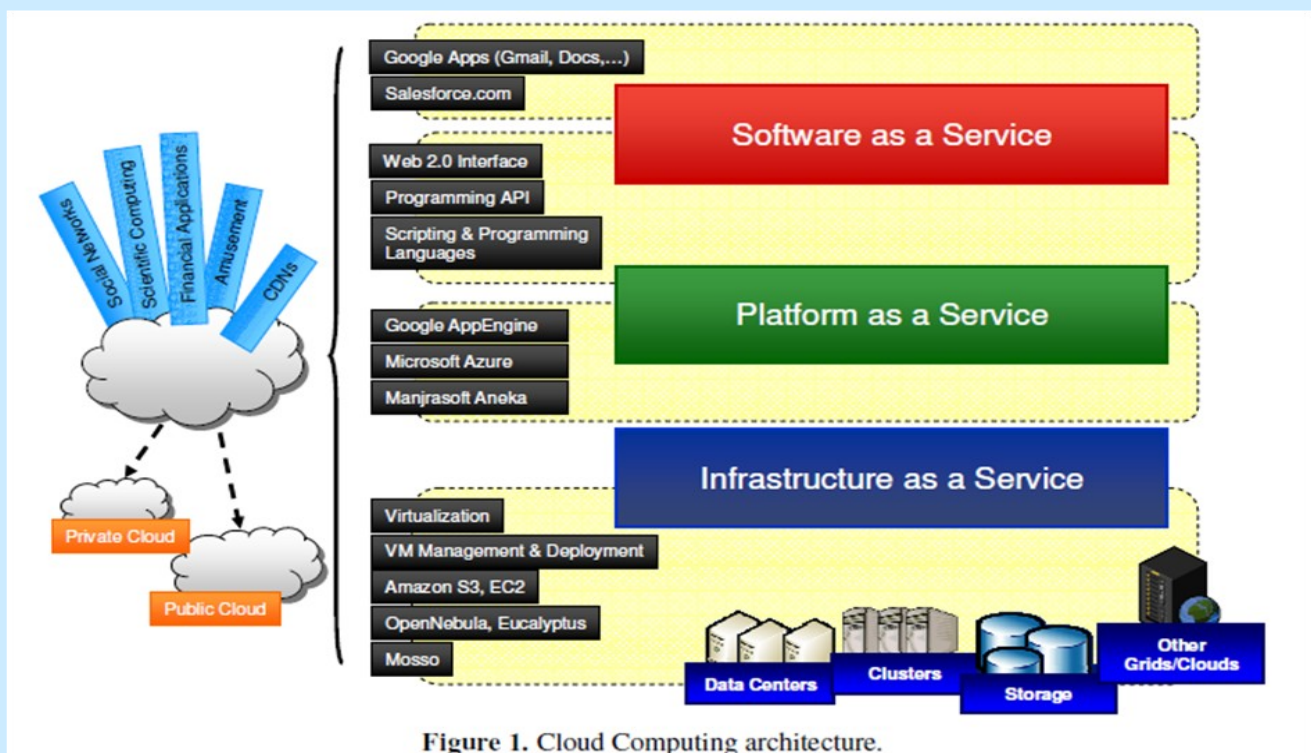 Social Networks
Scientific Computing
Financial Applications
Amusement
CDNs
Private Cloud
Public Cloud
Google Apps (Gmail, Docs,...)
Salesforce.com
Software as a Service
Web 2.0 Interface
Programming API
Scripting & Programming
Languages
Platform as a Service
Google AppEngine
Microsoft Azure
Manjrasoft Aneka
Infrastructure as a Service
Virtualization
VM Management & Deployment
Amazon S3, EC2
OpenNebula, Eucalyptus
Mosso
Data Centers
Clusters
Storage
Other
Grids/Clouds
Figure 1. Cloud Computing architecture.